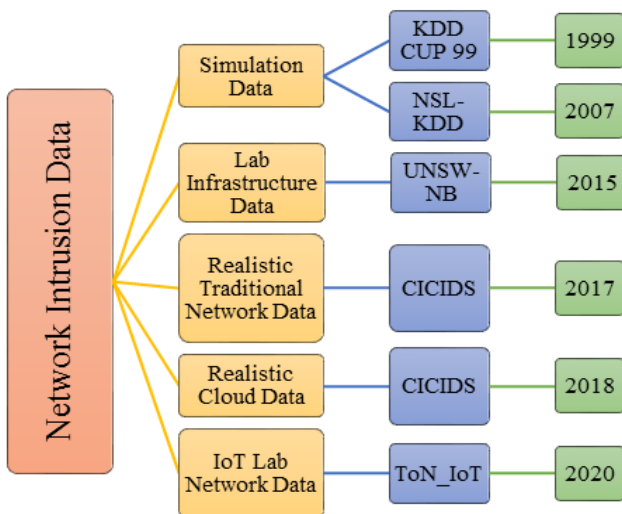 Network Intrusion Data
Simulation
Data
KDD
CUP 99
1999
NSL-
KDD
2007
Lab
Infrastructure
Data
UNSW-
NB
2015
Realistic
Traditional
Network Data
CICIDS
2017
Realistic
Cloud Data
CICIDS
2018
IoT Lab
Network Data
ToN_IoT
2020